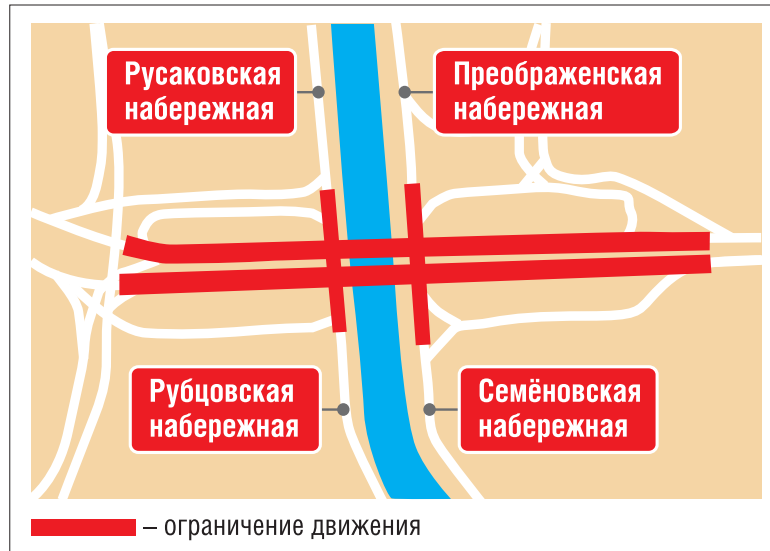 Русаковская
набережная
Преображенская
набережная
Рубцовская
набережная
Семёновская
набережная
– ограничение движения